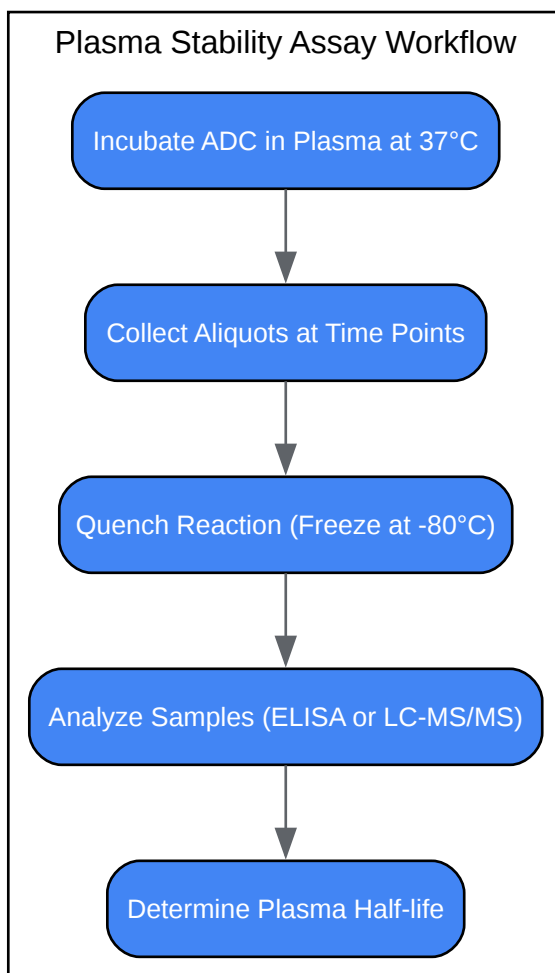 Plasma Stability Assay Workflow
Incubate ADC in Plasma at 37°C
Collect Aliquots at Time Points
Quench Reaction (Freeze at -80°C)
Analyze Samples (ELISA or LC-MS/MS)
Determine Plasma Half-life